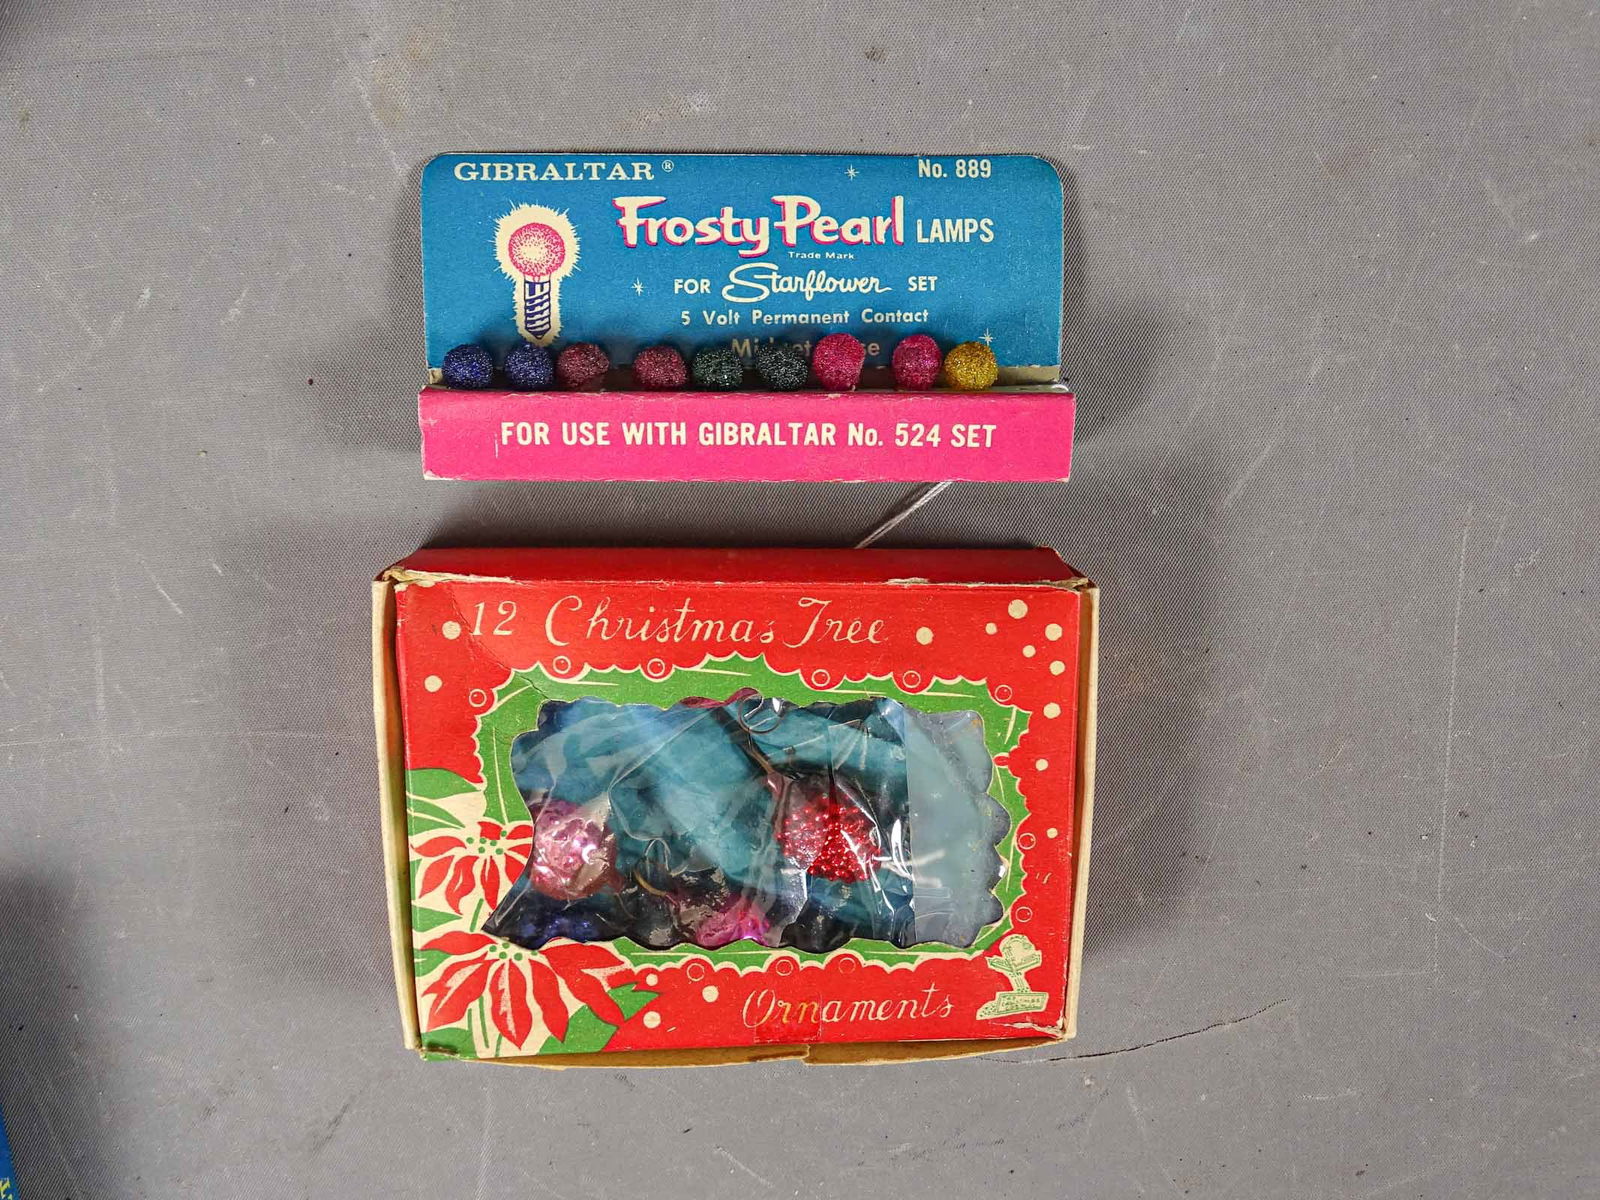 GIBRALTAR® No. 889
Frosty Pearl LAMPS
Trade Mark
FOR Starflower SET
5 Volt Permanent Contact
FOR USE WITH GIBRALTAR No. 524 SET
12 Christmas Tree
Ornaments